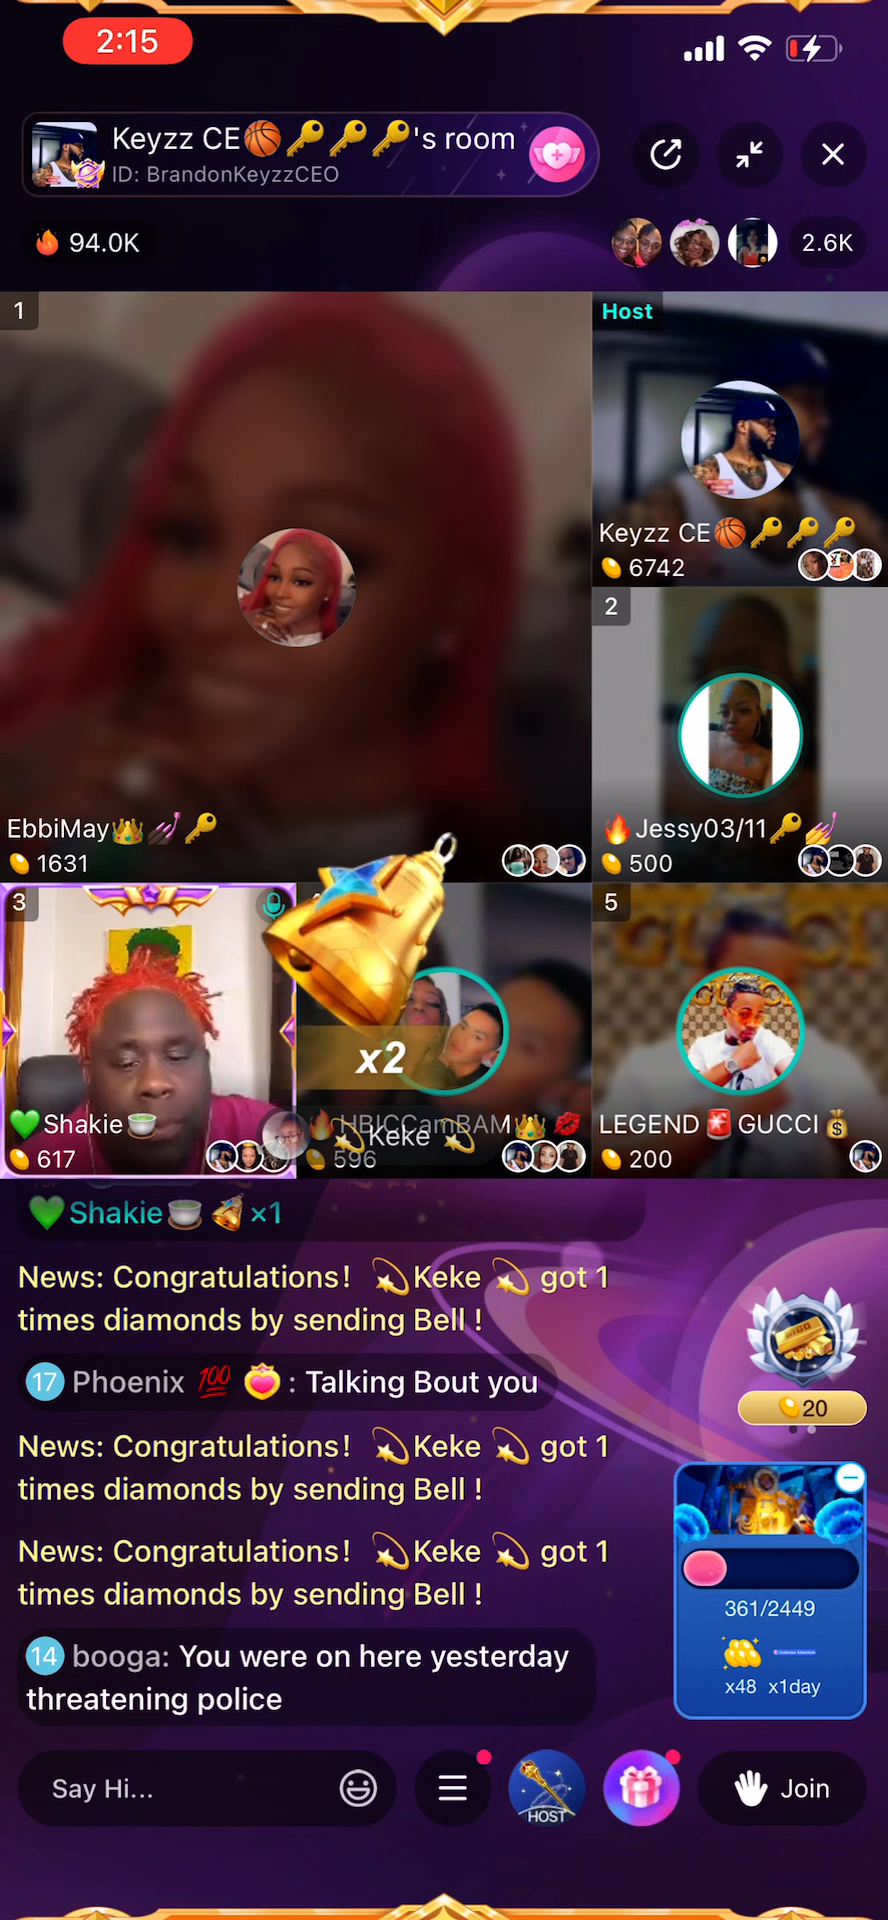 2:15
Keyzz CE🏀🔑🔑🔑's room
ID: BrandonKeyzzCEO
94.0K
2.6K
1
Host
Keyzz CE🏀🔑🔑🔑
6742
2
EbbiMay👑💅🏿🔑
1631
🔥Jessy03/11🔑💅
500
3
5
x2
💚Shakie🍵
617
🔥HBICCamBAM👑💋
💫Keke 💫
596
LEGEND🚨GUCCI💰
200
💚Shakie🍵 ×1
News: Congratulations! 💫Keke 💫 got 1
times diamonds by sending Bell !
17 Phoenix 💯 : Talking Bout you
BIGO
20
News: Congratulations! 💫Keke 💫 got 1
times diamonds by sending Bell !
News: Congratulations! 💫Keke 💫 got 1
times diamonds by sending Bell !
361/2449
x48 x1day
14 booga: You were on here yesterday
threatening police
Say Hi...
HOST
Join